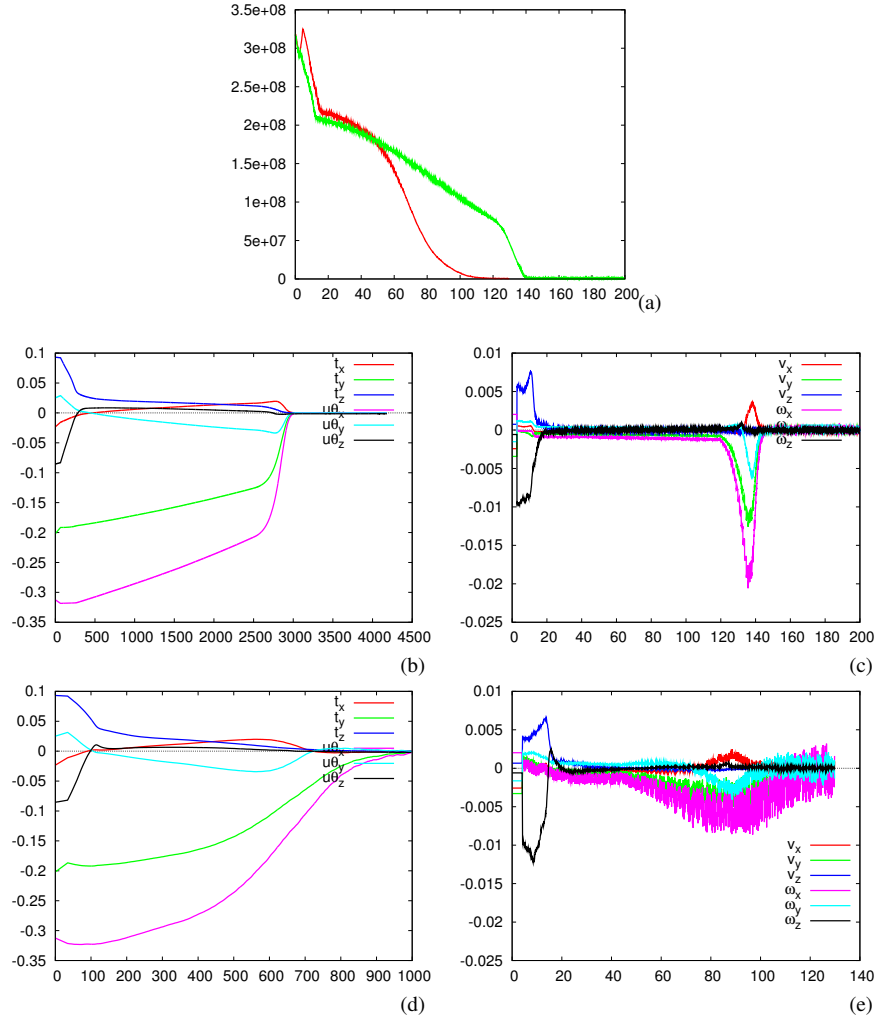 3.5e+08
3e+08
2.5e+08
2e+08
1.5e+08
1e+08
5e+07
0
0 20 40 60 80 100 120 140 160 180 200
(a)
0.1
0.05
0
-0.05
-0.1
-0.15
-0.2
-0.25
-0.3
-0.35
0 500 1000 1500 2000 2500 3000 3500 4000 4500
t_x
t_y
t_z
uθ_x
uθ_y
uθ_z
(b)
0.01
0.005
0
-0.005
-0.01
-0.015
-0.02
-0.025
0 20 40 60 80 100 120 140 160 180 200
v_x
v_y
v_z
ω_x
ω_z
(c)
0.1
0.05
0
-0.05
-0.1
-0.15
-0.2
-0.25
-0.3
-0.35
0 100 200 300 400 500 600 700 800 900 1000
t_x
t_y
t_z
uθ_y
uθ_z
(d)
0.01
0.005
0
-0.005
-0.01
-0.015
-0.02
-0.025
0 20 40 60 80 100 120 140
v_x
v_y
v_z
ω_x
ω_y
ω_z
(e)